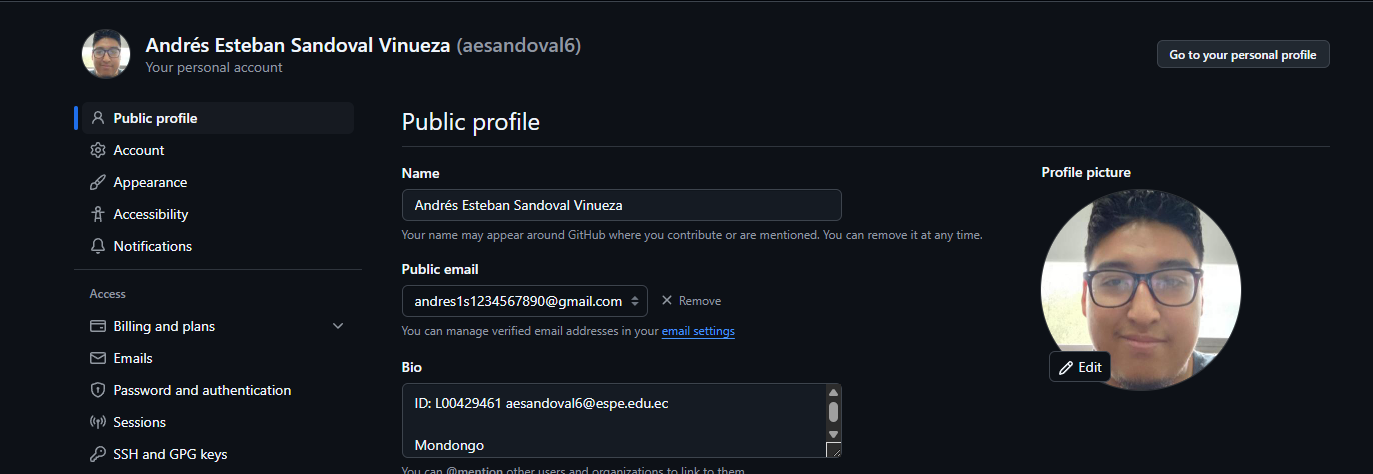 Andrés Esteban Sandoval Vinueza (aesandoval6)
Your personal account
Go to your personal profile
Public profile
Account
Appearance
Accessibility
Notifications
Access
Billing and plans
Emails
Password and authentication
Sessions
SSH and GPG keys
Public profile
Name
Andrés Esteban Sandoval Vinueza
Your name may appear around GitHub where you contribute or are mentioned. You can remove it at any time.
Public email
andres1s1234567890@gmail.com
Remove
You can manage verified email addresses in your email settings
Bio
ID: L00429461 aesandoval6@espe.edu.ec
Mondongo
You can @mention other users and organizations to link to them.
Profile picture
Edit